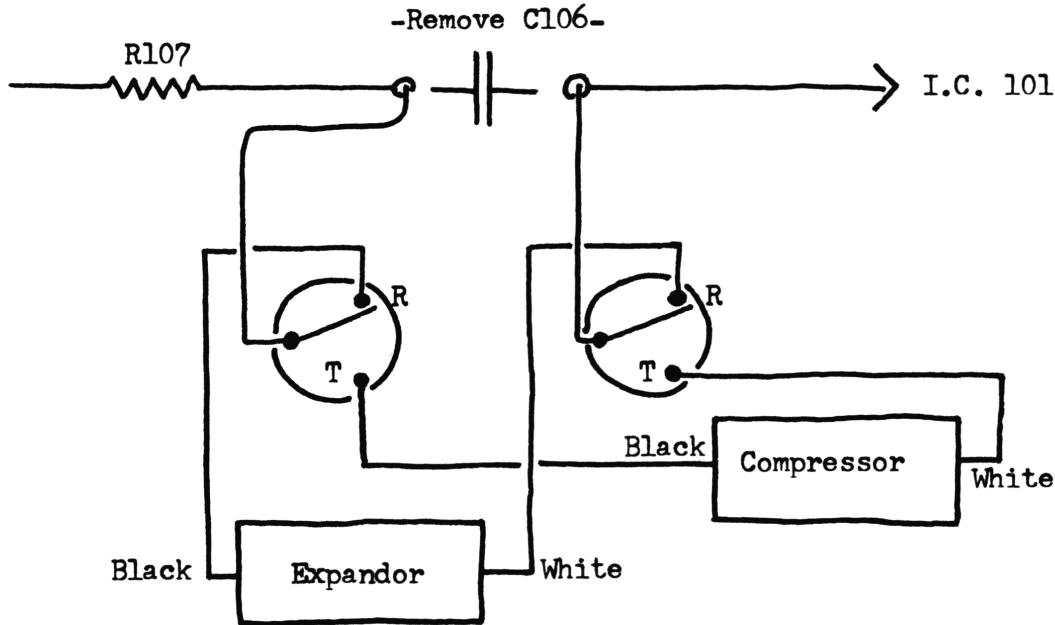 -Remove C106-
R107
I.C. 101
R
R
T
T
Black
Compressor
White
Black
Expandor
White